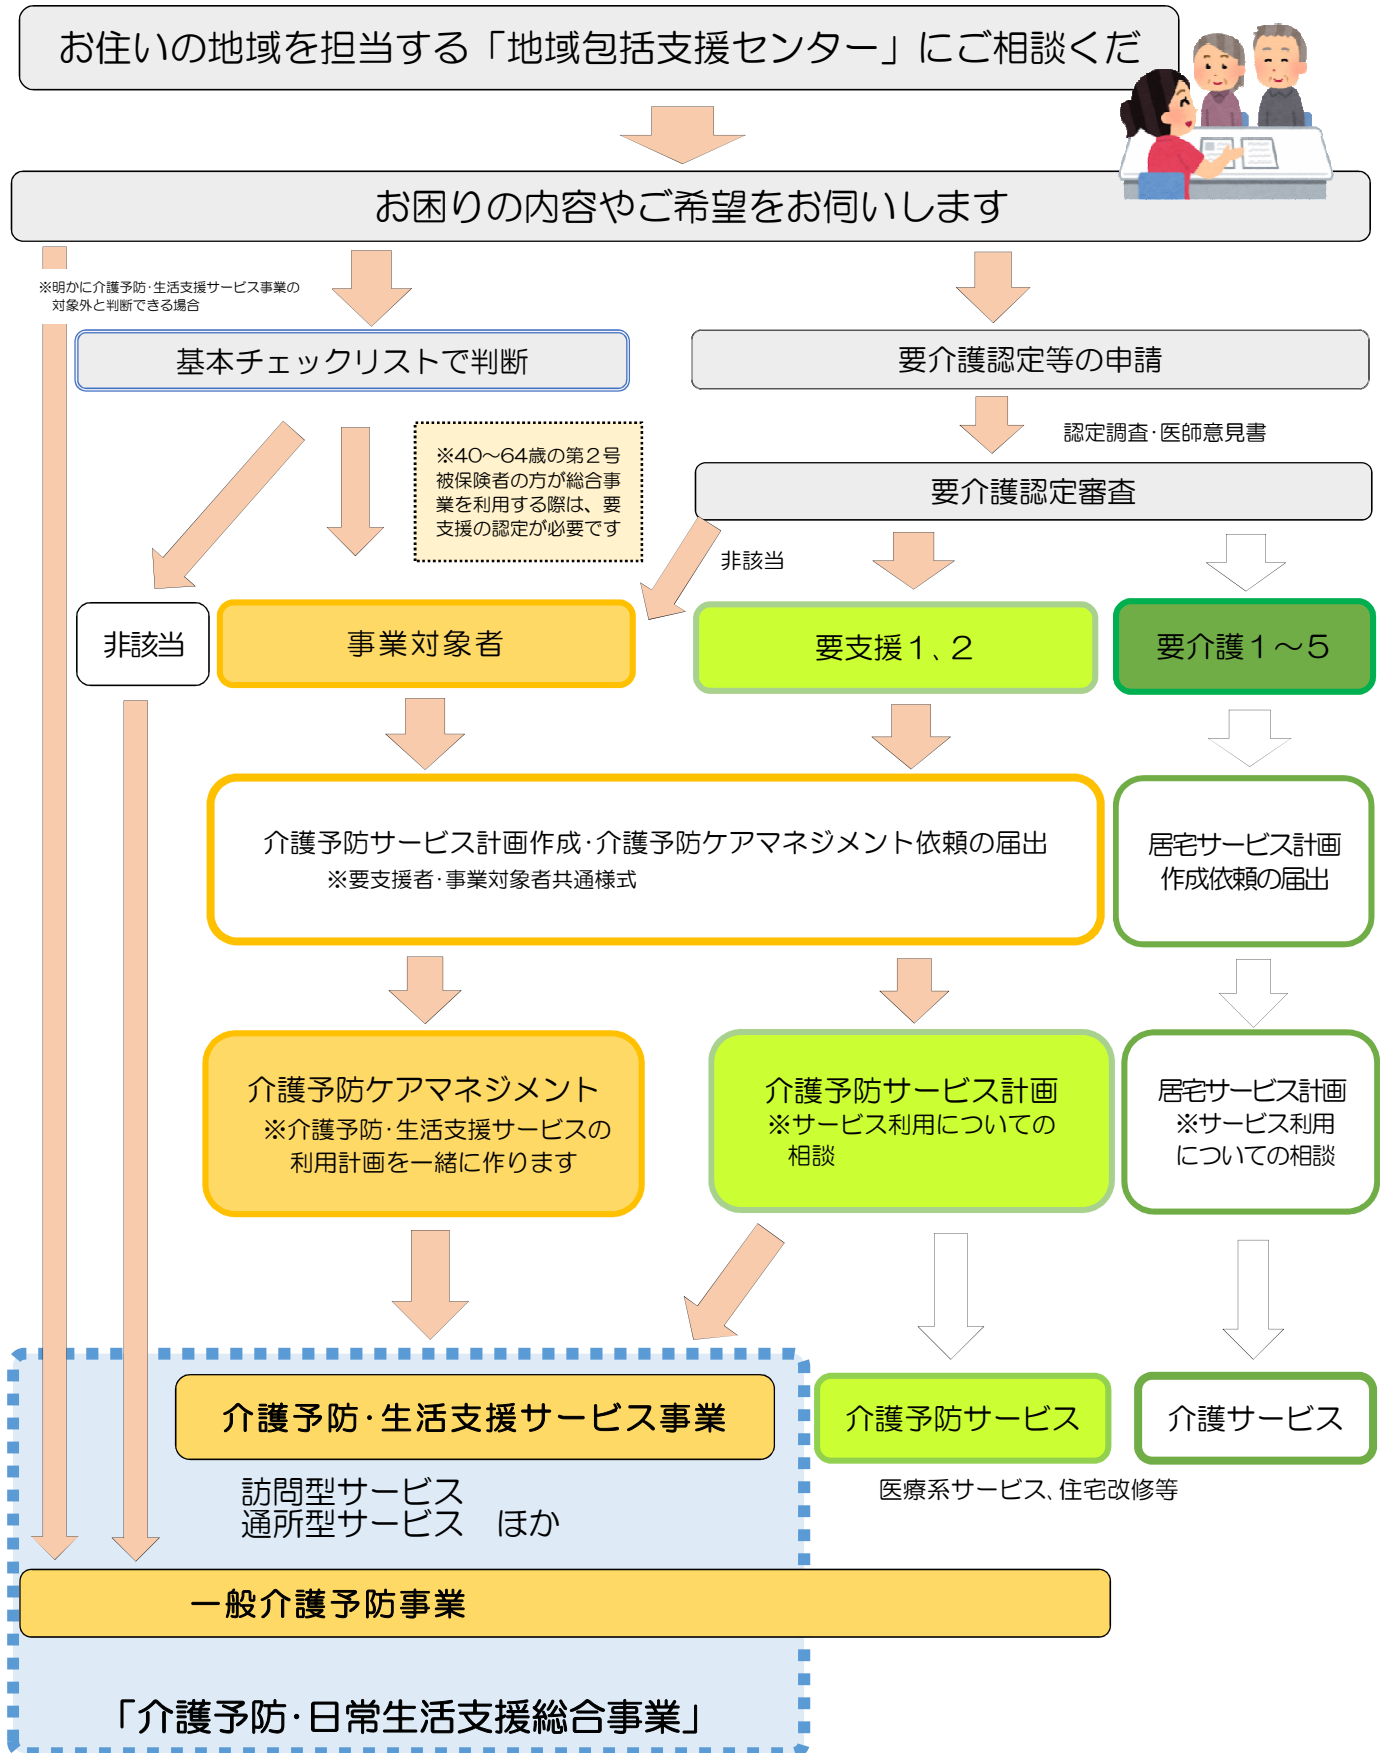 お住いの地域を担当する「地域包括支援センター」にご相談くだ
お困りの内容やご希望をお伺いします
※明かに介護予防･生活支援サービス事業の
対象外と判断できる場合
基本チェックリストで判断
要介護認定等の申請
認定調査･医師意見書
※40～64歳の第２号
被保険者の方が総合事
業を利用する際は、要
支援の認定が必要です
要介護認定審査
非該当
非該当
事業対象者
要支援１、２
要介護１～５
介護予防サービス計画作成･介護予防ケアマネジメント依頼の届出
※要支援者･事業対象者共通様式
居宅サービス計画
作成依頼の届出
介護予防ケアマネジメント
※介護予防･生活支援サービスの
利用計画を一緒に作ります
介護予防サービス計画
※サービス利用についての
相談
居宅サービス計画
※サービス利用
についての相談
介護予防･生活支援サービス事業
介護予防サービス
介護サービス
訪問型サービス
通所型サービス　ほか
医療系サービス、住宅改修等
一般介護予防事業
「介護予防･日常生活支援総合事業」